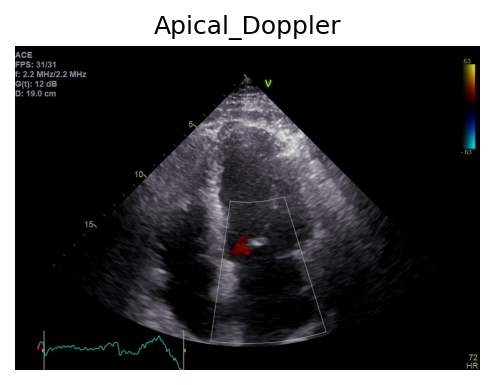 Apical_Doppler
ACE
FPS: 31/31
f: 2.2 MHz/2.2 MHz
G(t): 12 dB
D: 19.0 cm
V
63
-.63
5
10
15
72
HR